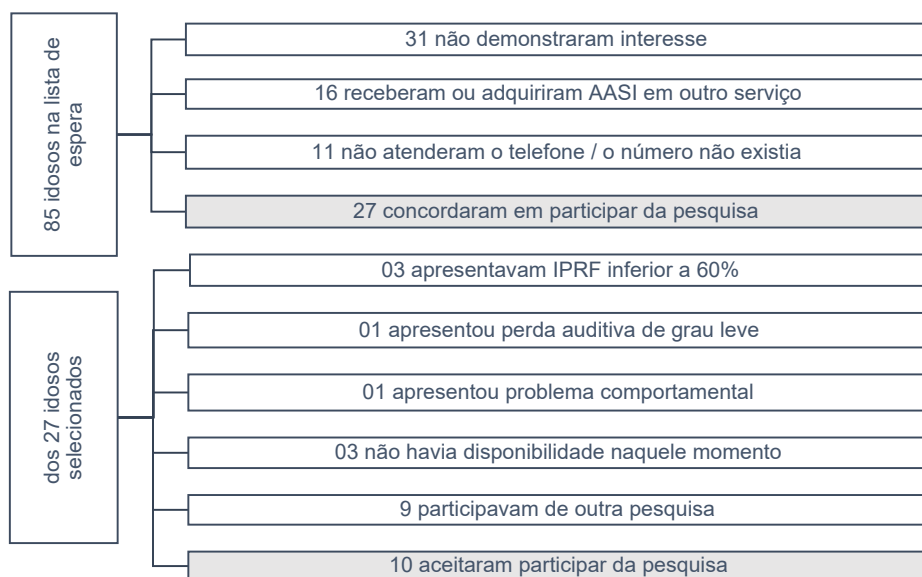 85 idosos na lista de
espera
31 não demonstraram interesse
16 receberam ou adquiriram AASI em outro serviço
11 não atenderam o telefone / o número não existia
27 concordaram em participar da pesquisa
dos 27 idosos
selecionados
03 apresentavam IPRF inferior a 60%
01 apresentou perda auditiva de grau leve
01 apresentou problema comportamental
03 não havia disponibilidade naquele momento
9 participavam de outra pesquisa
10 aceitaram participar da pesquisa